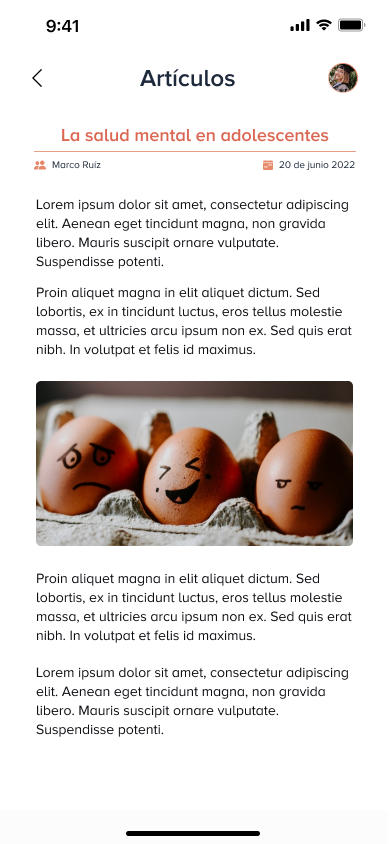 9:41
Artículos
La salud mental en adolescentes
Marco Ruíz
20 de junio 2022
Lorem ipsum dolor sit amet, consectetur adipiscing
elit. Aenean eget tincidunt magna, non gravida
libero. Mauris suscipit ornare vulputate.
Suspendisse potenti.
Proin aliquet magna in elit aliquet dictum. Sed
lobortis, ex in tincidunt luctus, eros tellus molestie
massa, et ultricies arcu ipsum non ex. Sed quis erat
nibh. In volutpat et felis id maximus.
Proin aliquet magna in elit aliquet dictum. Sed
lobortis, ex in tincidunt luctus, eros tellus molestie
massa, et ultricies arcu ipsum non ex. Sed quis erat
nibh. In volutpat et felis id maximus.
Lorem ipsum dolor sit amet, consectetur adipiscing
elit. Aenean eget tincidunt magna, non gravida
libero. Mauris suscipit ornare vulputate.
Suspendisse potenti.